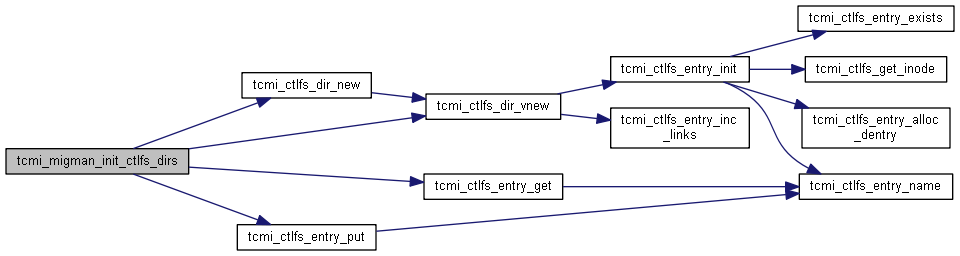 tcmi_migman_init_ctlfs_dirs
tcmi_ctlfs_dir_new
tcmi_ctlfs_dir_vnew
tcmi_ctlfs_entry_init
tcmi_ctlfs_entry_exists
tcmi_ctlfs_get_inode
tcmi_ctlfs_entry_alloc
_dentry
tcmi_ctlfs_entry_inc
_links
tcmi_ctlfs_entry_get
tcmi_ctlfs_entry_name
tcmi_ctlfs_entry_put